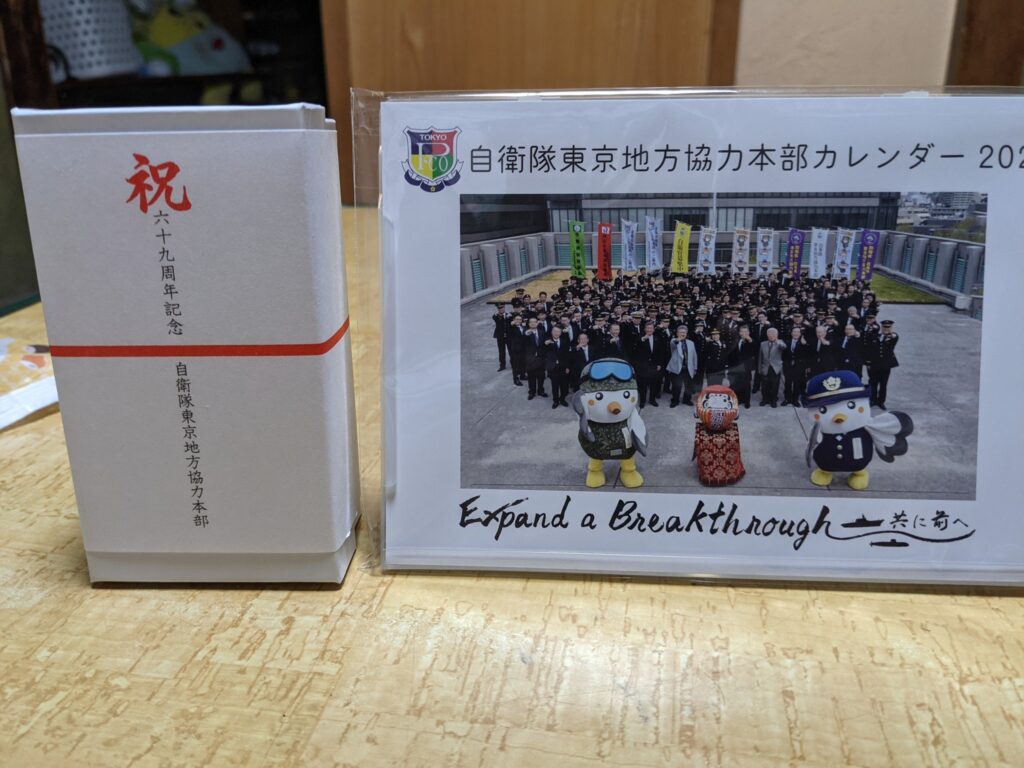 祝
六十九周年記念
自衛隊東京地方協力本部
TOKYO
PCO
自衛隊東京地方協力本部カレンダー 202
Expand a Breakthrough
共に前へ